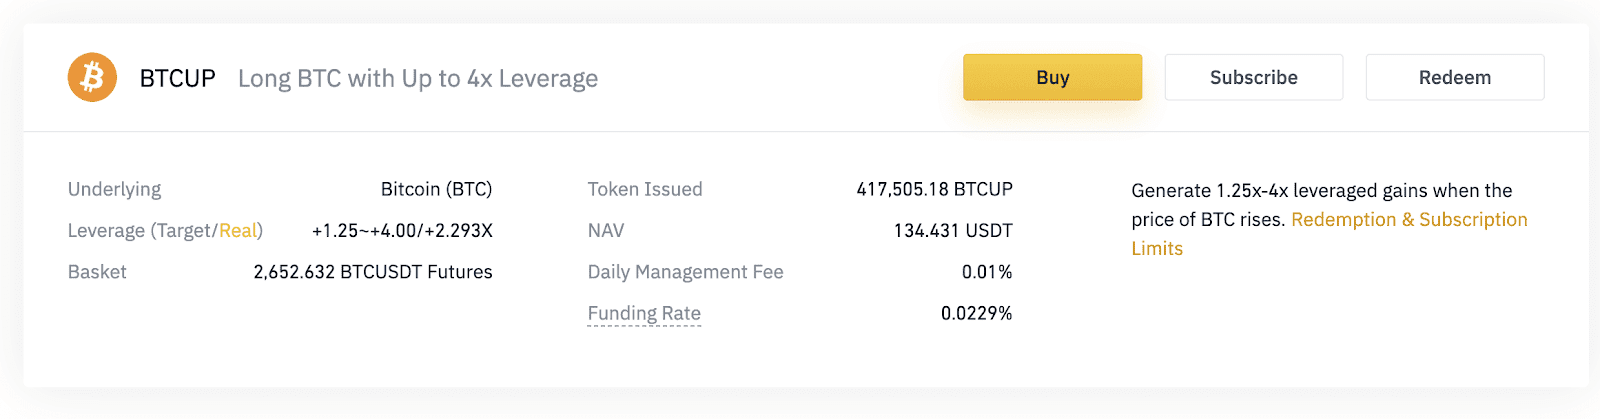 BTCUP Long BTC with Up to 4x Leverage Buy Subscribe Redeem
Underlying Bitcoin (BTC)
Leverage (Target/Real) +1.25~+4.00/+2.293X
Basket 2,652.632 BTCUSDT Futures
Token Issued 417,505.18 BTCUP
NAV 134.431 USDT
Daily Management Fee 0.01%
Funding Rate 0.0229%
Generate 1.25x-4x leveraged gains when the
price of BTC rises. Redemption & Subscription
Limits